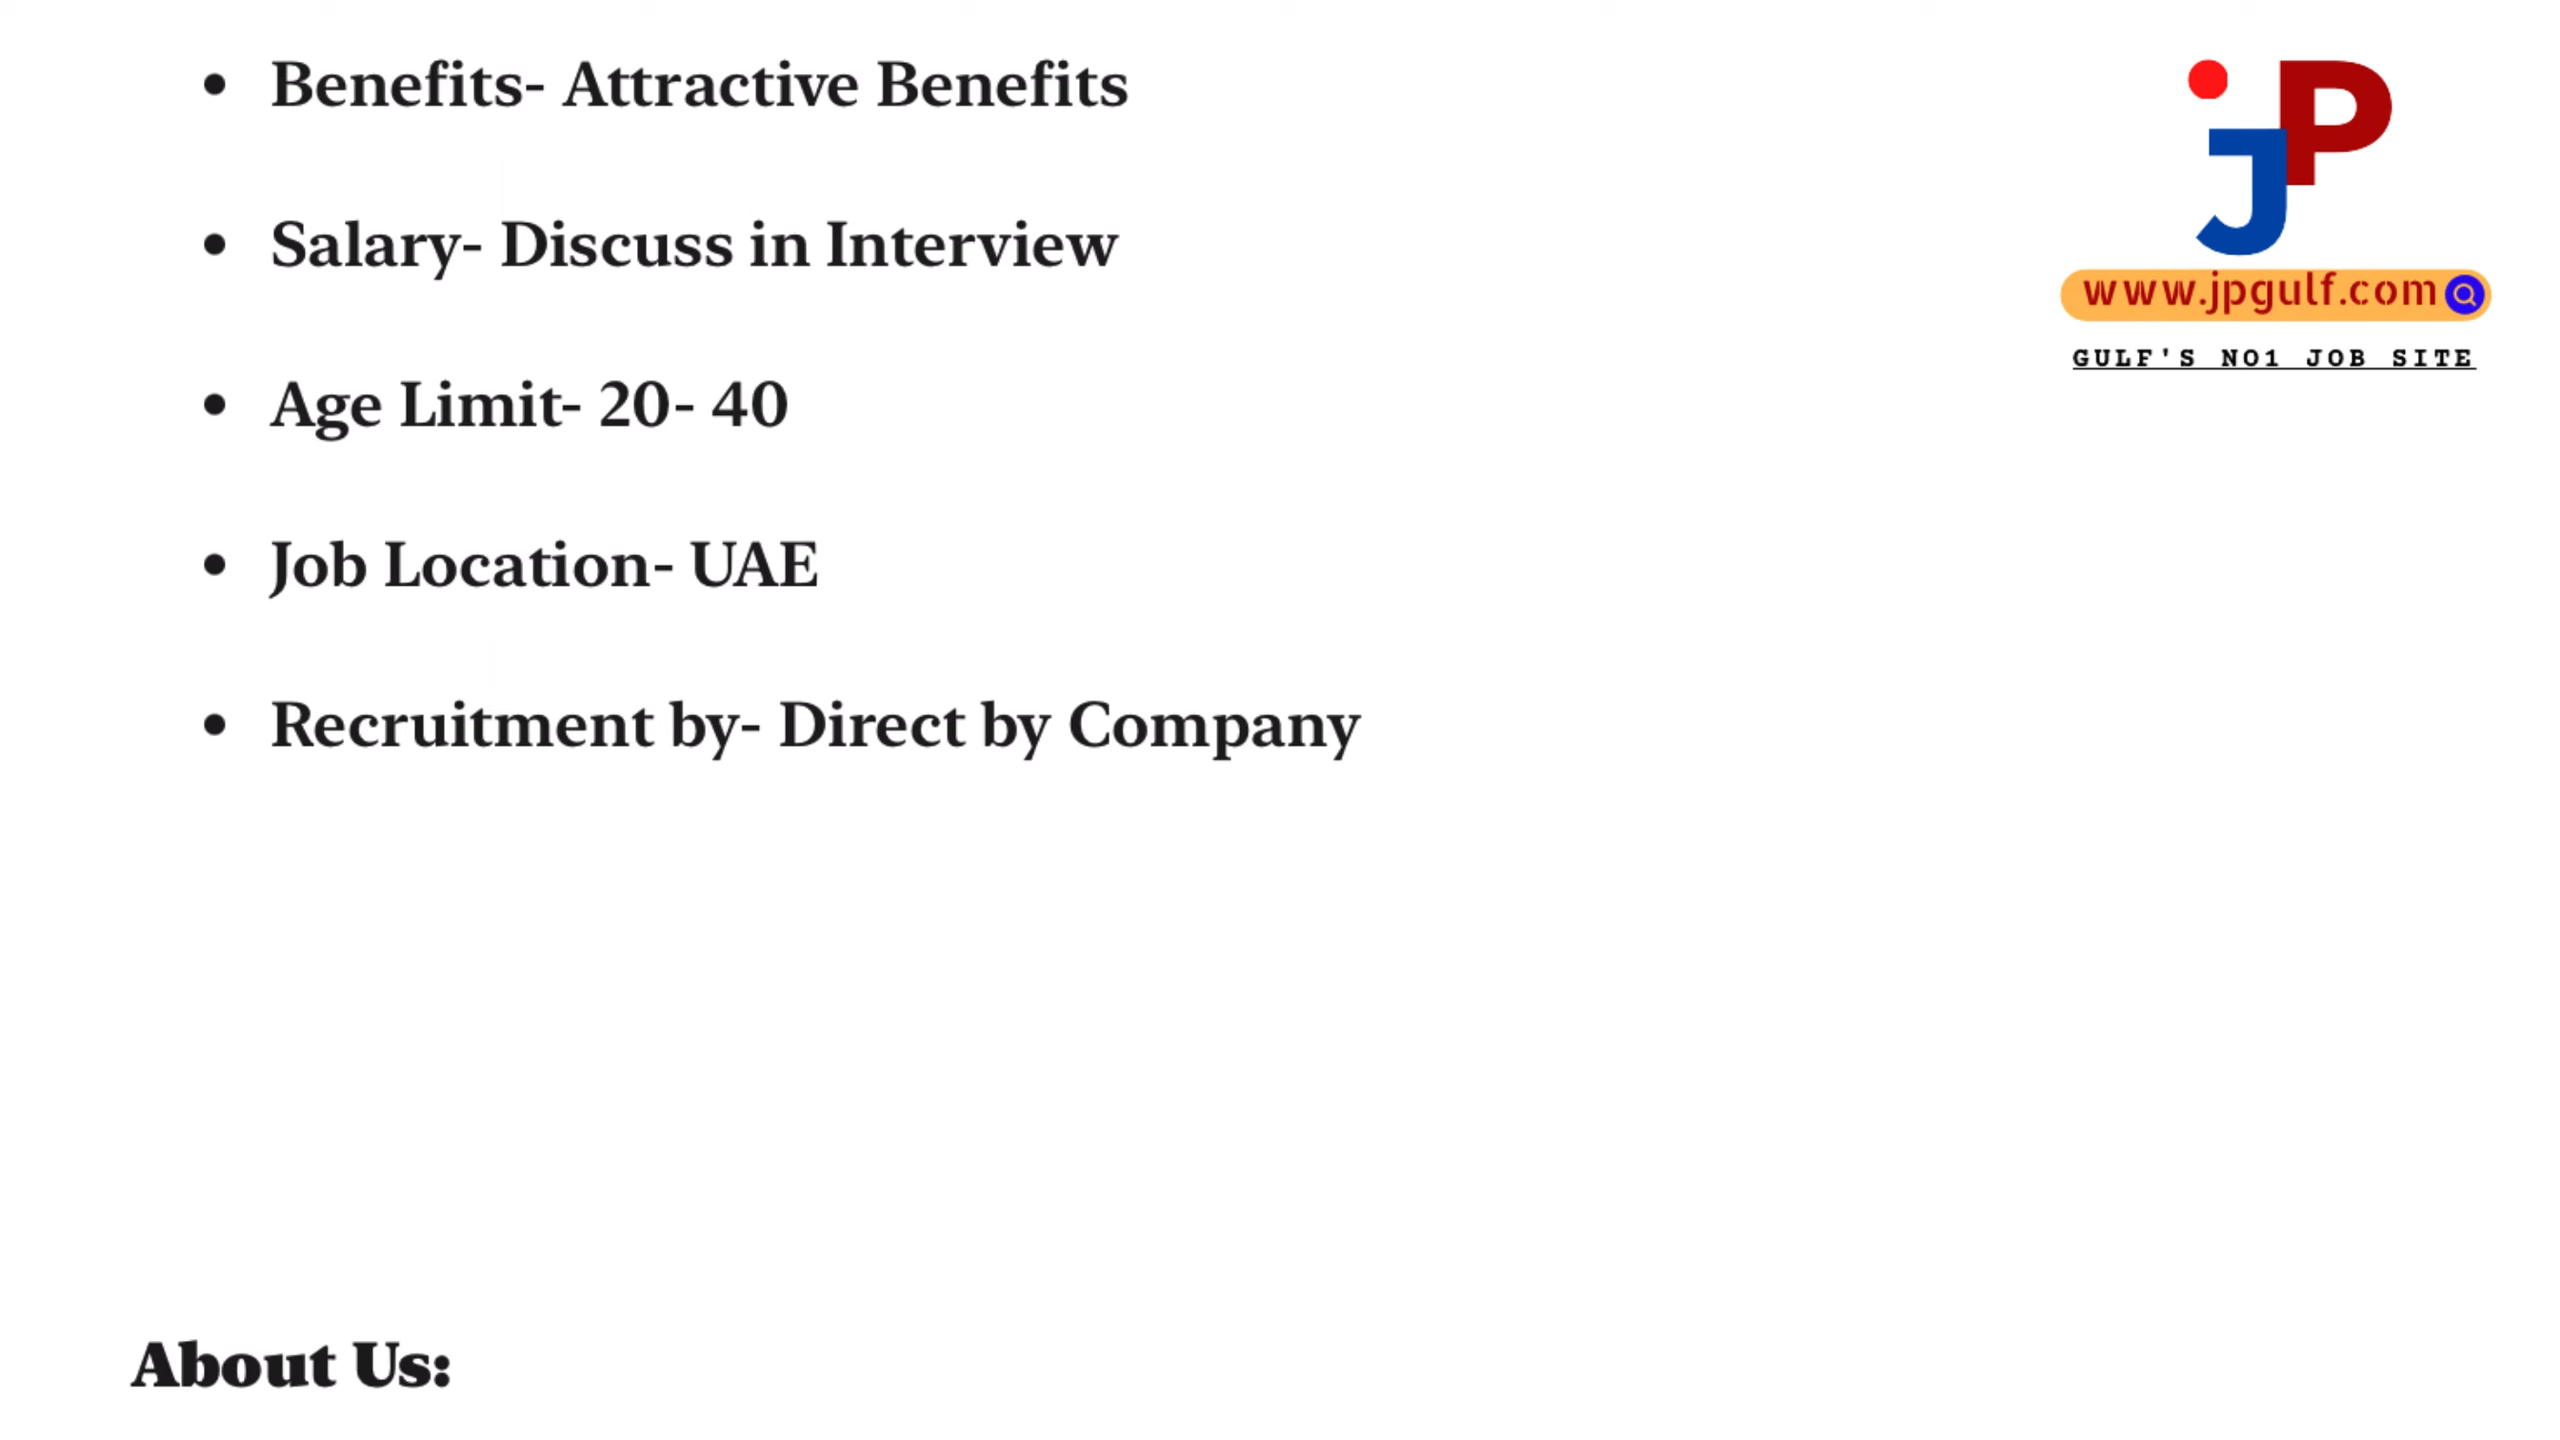 • Benefits- Attractive Benefits
• Salary- Discuss in Interview
• Age Limit- 20- 40
• Job Location- UAE
• Recruitment by- Direct by Company
About Us:
JP
www.jpgulf.com
GULF'S NO1 JOB SITE